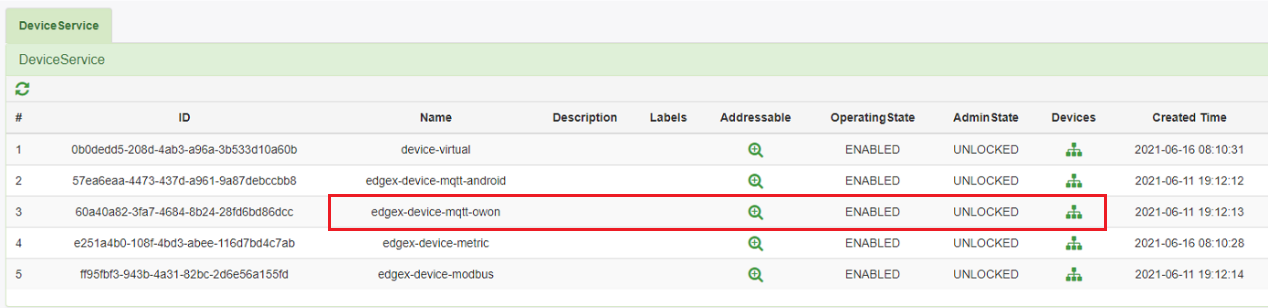 DeviceService
DeviceService
# ID Name Description Labels Addressable OperatingState AdminState Devices Created Time
1 0b0dedd5-208d-4ab3-a96a-3b533d10a60b device-virtual ENABLED UNLOCKED 2021-06-16 08:10:31
2 57ea6eaa-4473-437d-a961-9a87debccbb8 edgex-device-mqtt-android ENABLED UNLOCKED 2021-06-11 19:12:12
3 60a40a82-3fa7-4684-8b24-28fd6bd86dcc edgex-device-mqtt-owon ENABLED UNLOCKED 2021-06-11 19:12:13
4 e251a4b0-108f-4bd3-abee-116d7bd4c7ab edgex-device-metric ENABLED UNLOCKED 2021-06-16 08:10:28
5 ff95fbf3-943b-4a31-82bc-2d6e56a155fd edgex-device-modbus ENABLED UNLOCKED 2021-06-11 19:12:14